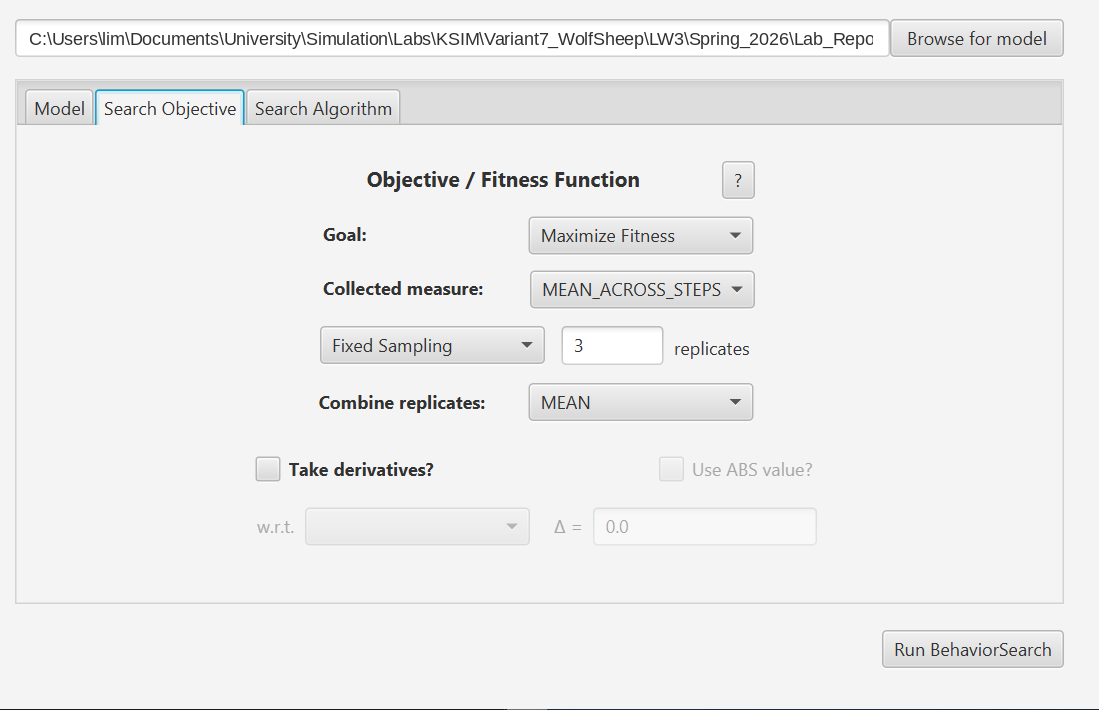 C:\Users\lim\Documents\University\Simulation\Labs\KSIM\Variant7_WolfSheep\LW3\Spring_2026\Lab_Repo Browse for model
Model Search Objective Search Algorithm
Objective / Fitness Function ?
Goal: Maximize Fitness
Collected measure: MEAN_ACROSS_STEPS
Fixed Sampling 3 replicates
Combine replicates: MEAN
Take derivatives? Use ABS value?
w.r.t. Δ = 0.0
Run BehaviorSearch